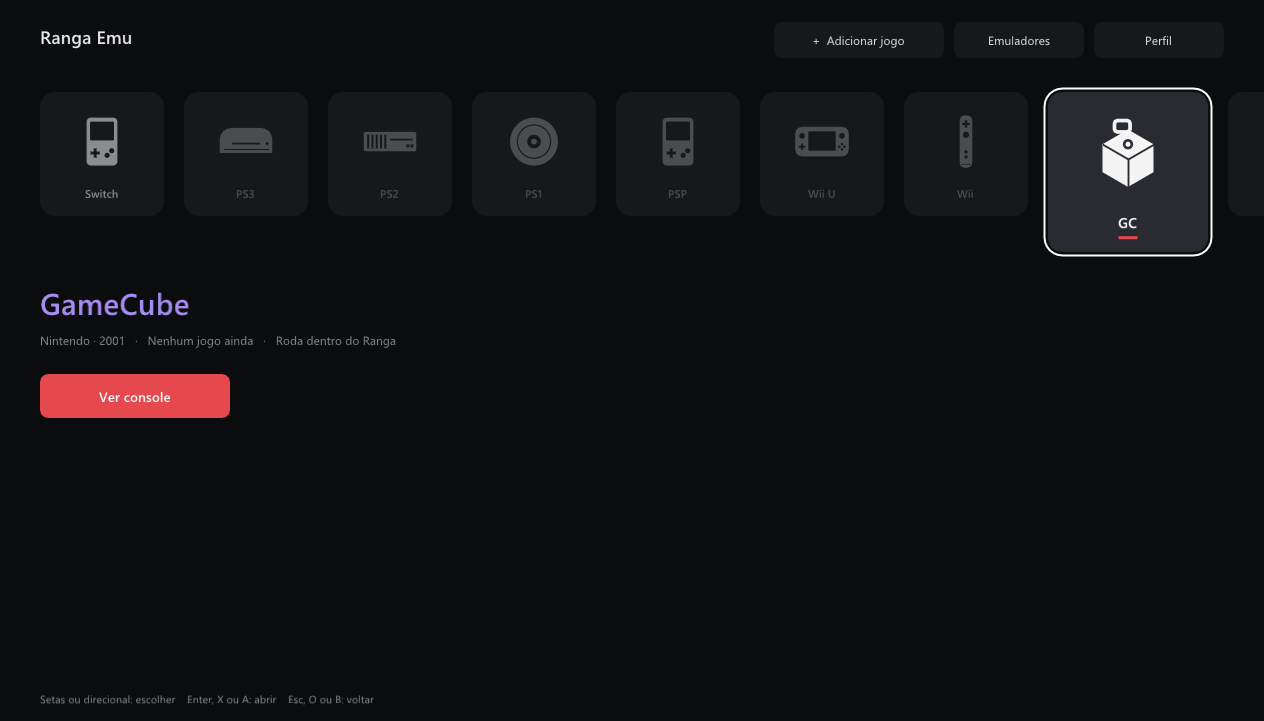 Ranga Emu
+ Adicionar jogo
Emuladores
Perfil
Switch
PS3
PS2
PS1
PSP
Wii U
Wii
GC
GameCube
Nintendo · 2001 · Nenhum jogo ainda · Roda dentro do Ranga
Ver console
Setas ou direcional: escolher Enter, X ou A: abrir Esc, O ou B: voltar